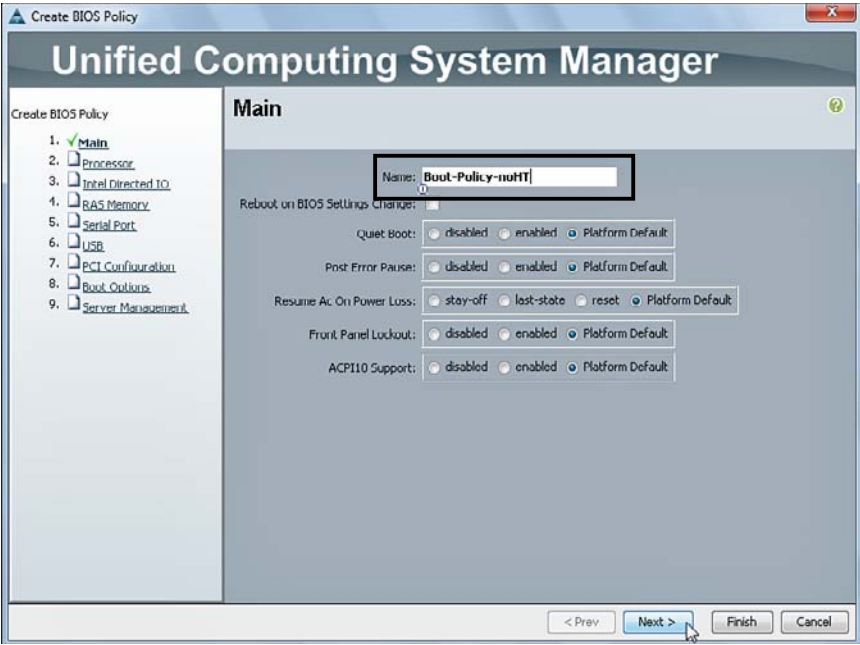 Create BIOS Policy
Unified Computing System Manager
Create BIOS Policy
1. Main
2. Processor
3. Intel Directed IO
4. RAS Memory
5. Serial Port
6. USB
7. PCI Configuration
8. Boot Options
9. Server Management
Main
Name: Boot-Policy-noHT
Reboot on BIOS Settings Change:
Quiet Boot: disabled enabled Platform Default
Post Error Pause: disabled enabled Platform Default
Resume Ac On Power Loss: stay-off last-state reset Platform Default
Front Panel Lockout: disabled enabled Platform Default
ACPI10 Support: disabled enabled Platform Default
< Prev Next > Finish Cancel